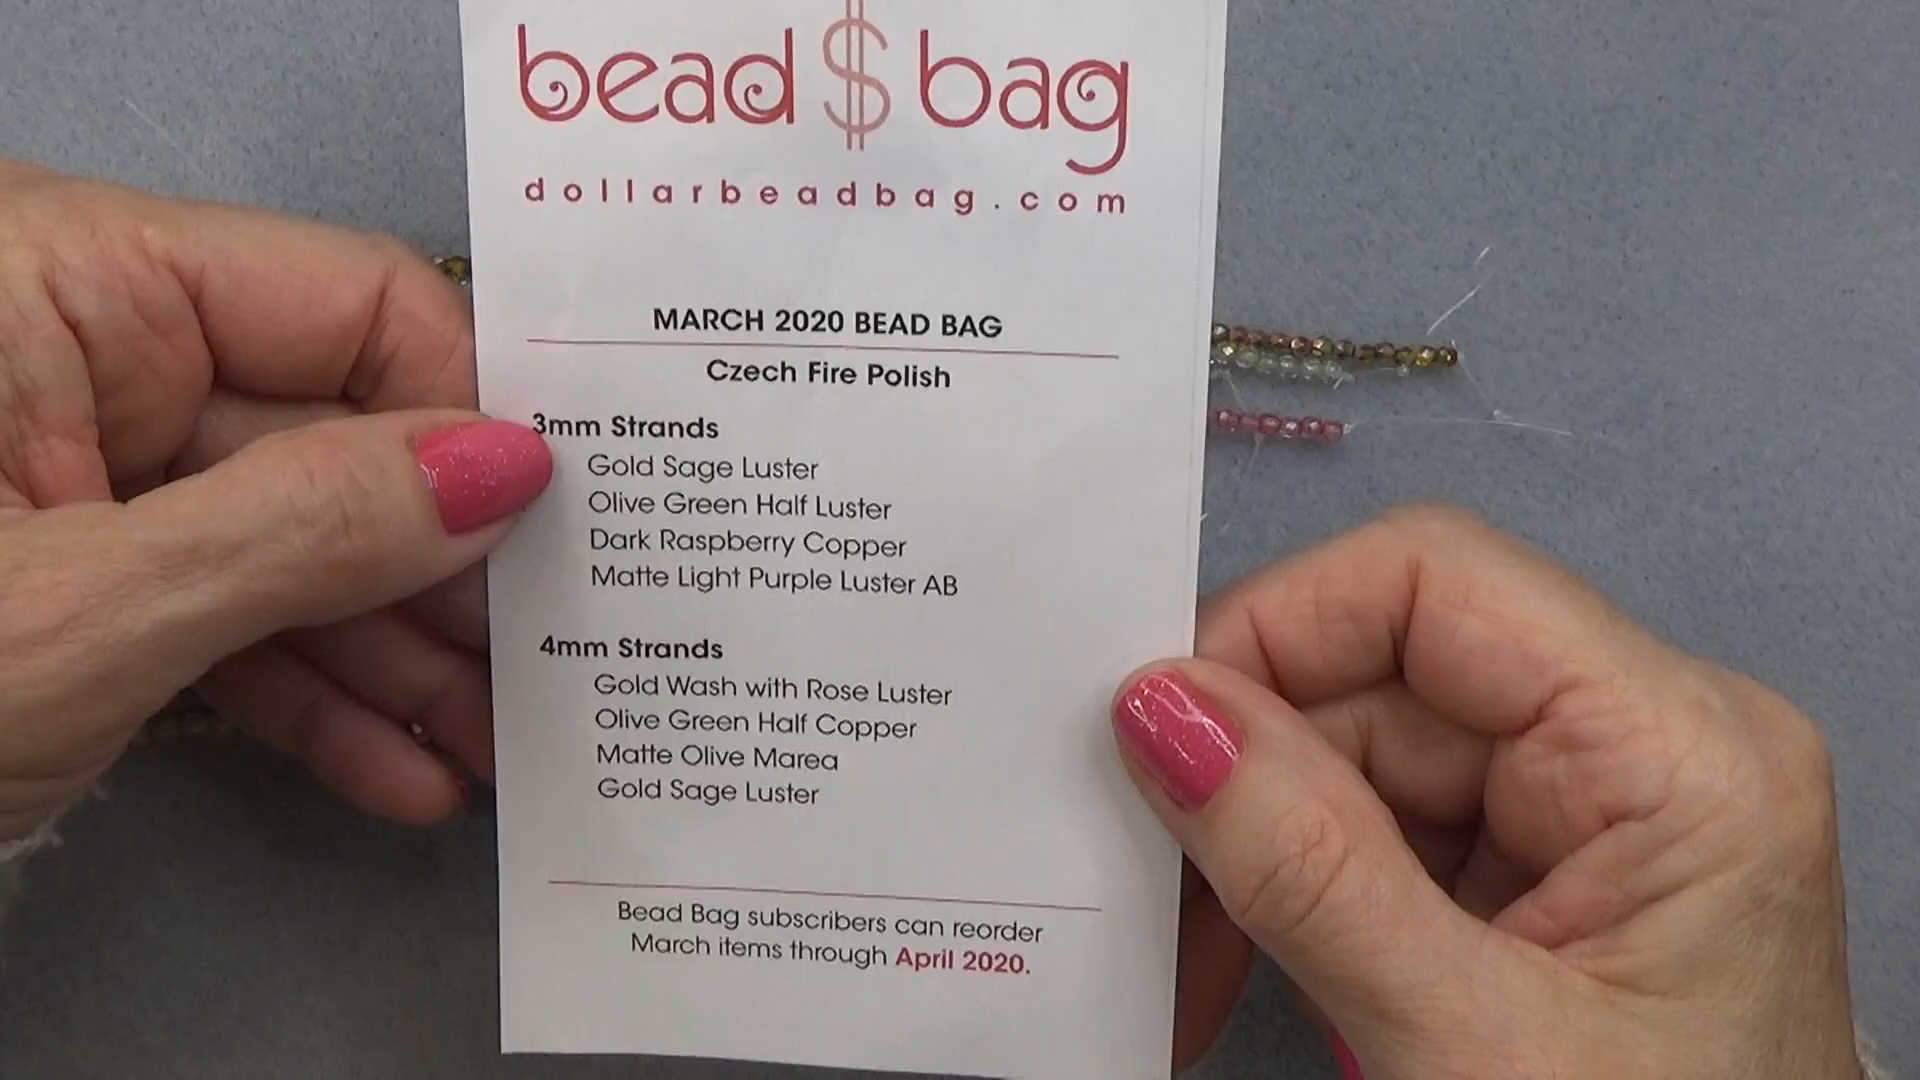 bead $ bag
dollarbeadbag.com
MARCH 2020 BEAD BAG
Czech Fire Polish
3mm Strands
Gold Sage Luster
Olive Green Half Luster
Dark Raspberry Copper
Matte Light Purple Luster AB
4mm Strands
Gold Wash with Rose Luster
Olive Green Half Copper
Matte Olive Marea
Gold Sage Luster
Bead Bag subscribers can reorder
March items through April 2020.